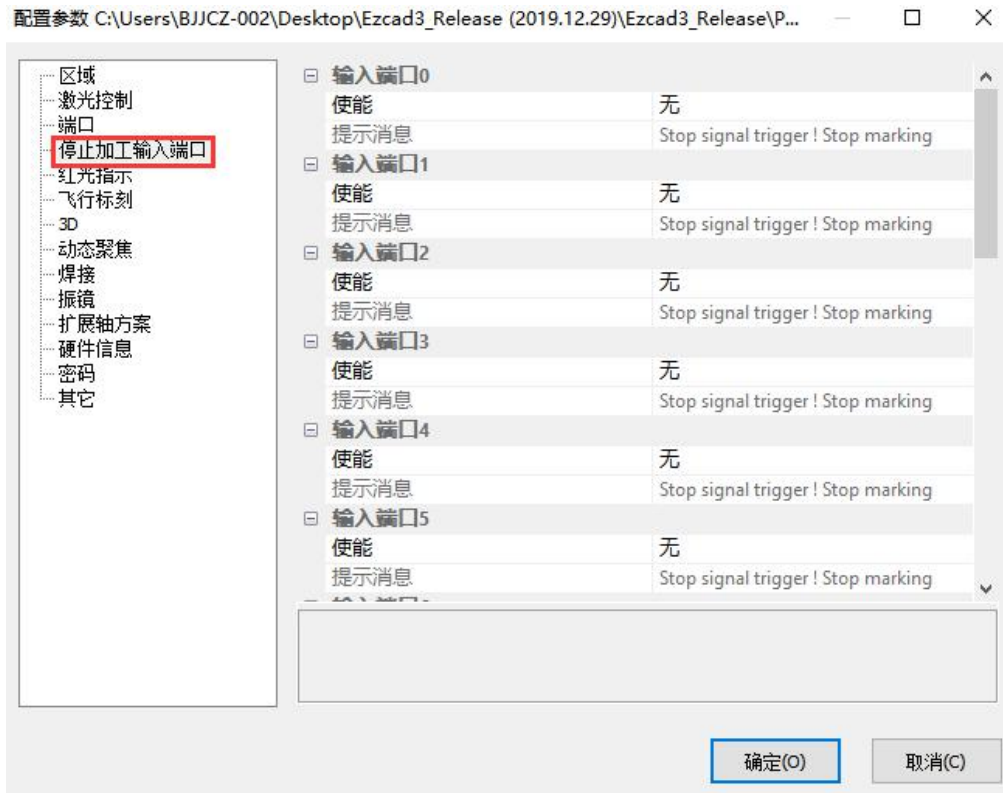 配置参数 C:\Users\BJJCZ-002\Desktop\Ezcad3_Release (2019.12.29)\Ezcad3_Release\P...
区域
激光控制
端口
停止加工输入端口
红光指示
飞行标刻
3D
动态聚焦
焊接
振镜
扩展轴方案
硬件信息
密码
其它
输入端口0
使能 无
提示消息 Stop signal trigger ! Stop marking
输入端口1
使能 无
提示消息 Stop signal trigger ! Stop marking
输入端口2
使能 无
提示消息 Stop signal trigger ! Stop marking
输入端口3
使能 无
提示消息 Stop signal trigger ! Stop marking
输入端口4
使能 无
提示消息 Stop signal trigger ! Stop marking
输入端口5
使能 无
提示消息 Stop signal trigger ! Stop marking
确定(O) 取消(C)